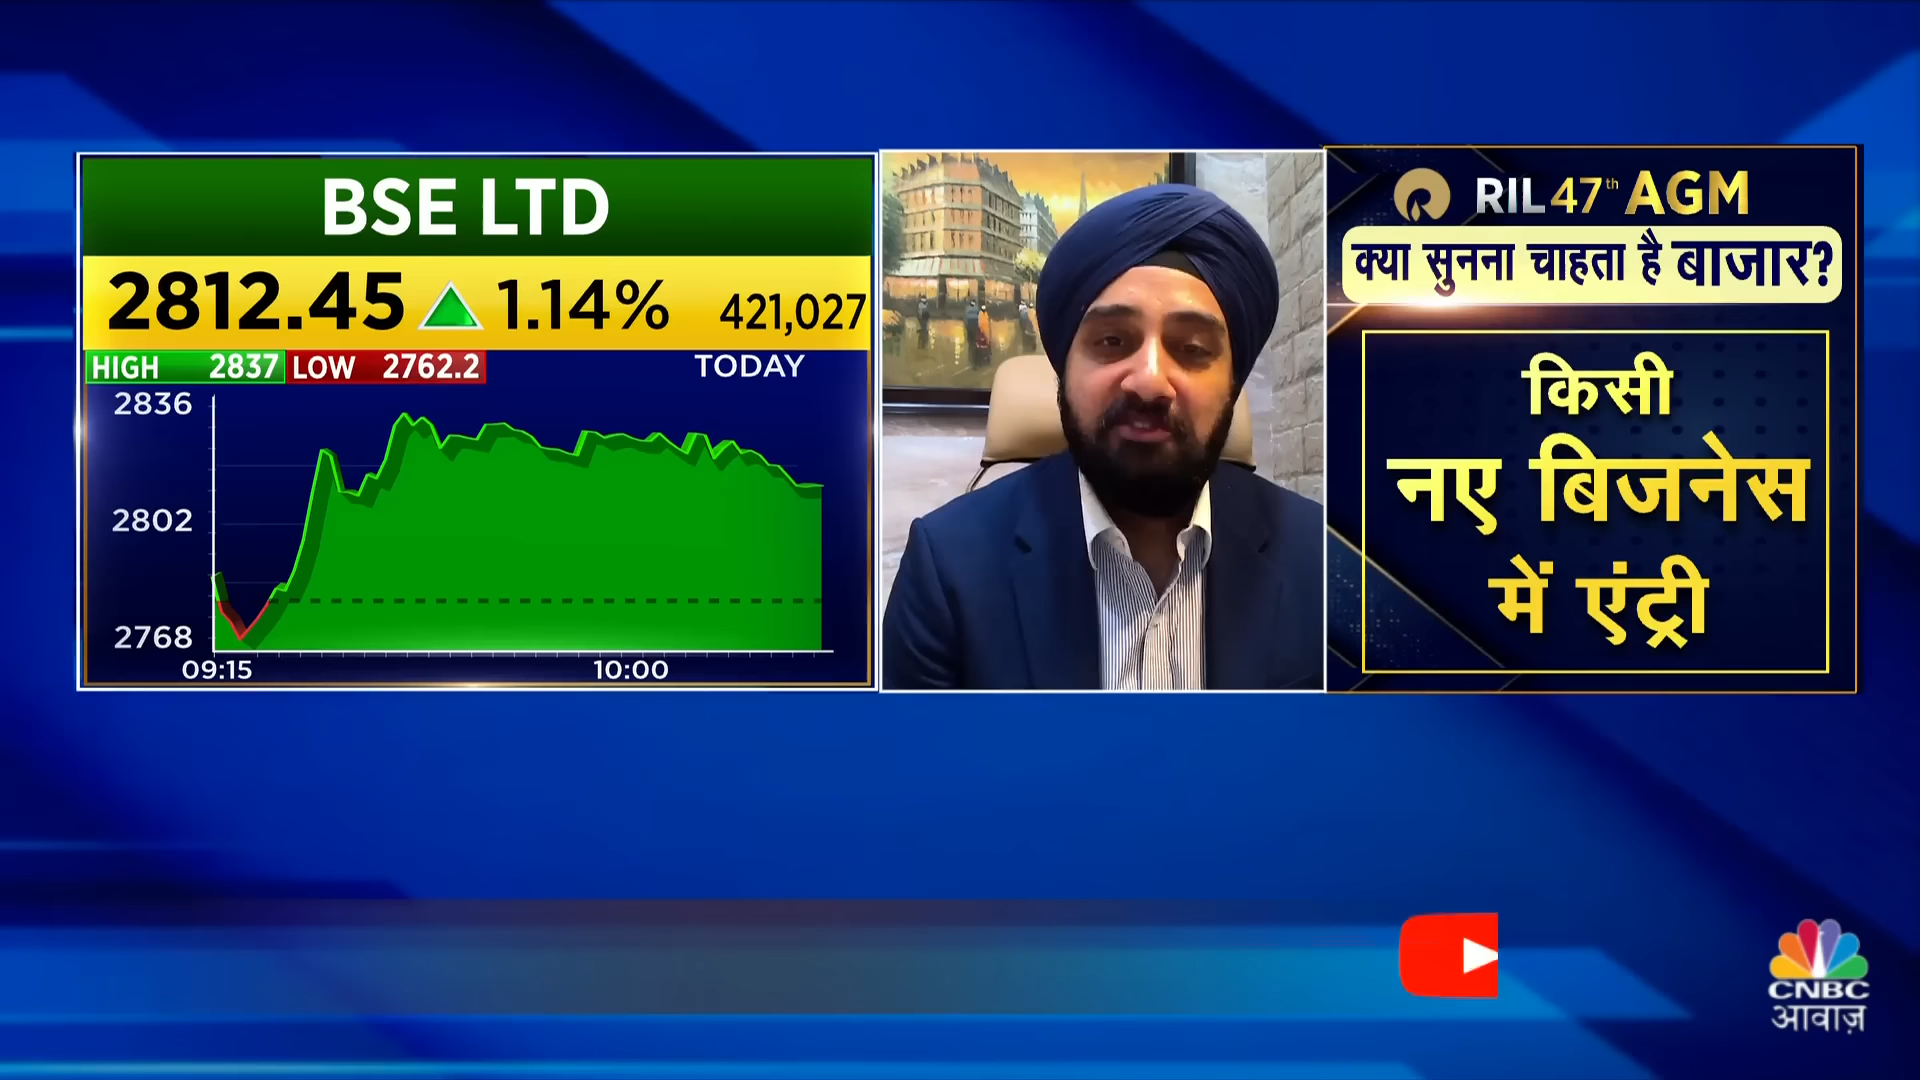 BSE LTD
2812.45 1.14% 421,027
HIGH 2837 LOW 2762.2 TODAY
2836
2802
2768
09:15 10:00
RIL 47th AGM
क्या सुनना चाहता है बाजार?
किसी
नए बिजनेस
में एंट्री
CNBC
आवाज़